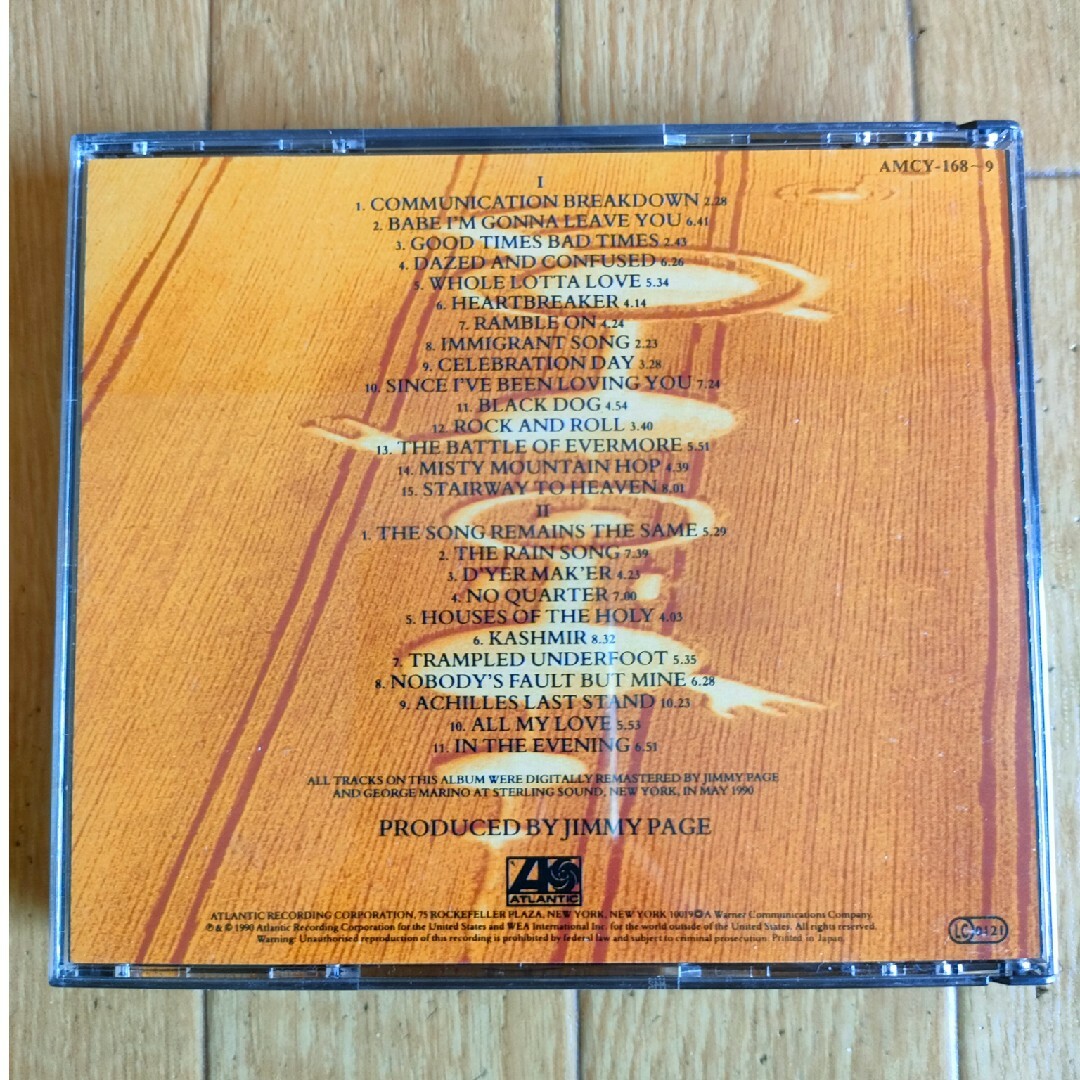 AMCY-168~9
I
1. COMMUNICATION BREAKDOWN 2.28
2. BABE I'M GONNA LEAVE YOU 6.41
3. GOOD TIMES BAD TIMES 2.43
4. DAZED AND CONFUSED 6.26
5. WHOLE LOTTA LOVE 5.34
6. HEARTBREAKER 4.14
7. RAMBLE ON 4.24
8. IMMIGRANT SONG 2.23
9. CELEBRATION DAY 3.28
10. SINCE I'VE BEEN LOVING YOU 7.24
11. BLACK DOG 4.54
12. ROCK AND ROLL 3.40
13. THE BATTLE OF EVERMORE 5.51
14. MISTY MOUNTAIN HOP 4.39
15. STAIRWAY TO HEAVEN 8.01
II
1. THE SONG REMAINS THE SAME 5.29
2. THE RAIN SONG 7.39
3. D'YER MAK'ER 4.23
4. NO QUARTER 7.00
5. HOUSES OF THE HOLY 4.03
6. KASHMIR 8.32
7. TRAMPLED UNDERFOOT 5.35
8. NOBODY'S FAULT BUT MINE 6.28
9. ACHILLES LAST STAND 10.23
10. ALL MY LOVE 5.53
11. IN THE EVENING 6.51
ALL TRACKS ON THIS ALBUM WERE DIGITALLY REMASTERED BY JIMMY PAGE
AND GEORGE MARINO AT STERLING SOUND, NEW YORK, IN MAY 1990
PRODUCED BY JIMMY PAGE
A
ATLANTIC
ATLANTIC RECORDING CORPORATION, 75 ROCKEFELLER PLAZA, NEW YORK, NEW YORK 10019 A Warner Communications Company.
℗ & © 1990 Atlantic Recording Corporation for the United States and WEA International Inc. for the world outside of the United States. All rights reserved.
Warning: Unauthorised reproduction of this recording is prohibited by federal law and subject to criminal prosecution. Printed in Japan.
LC 0121